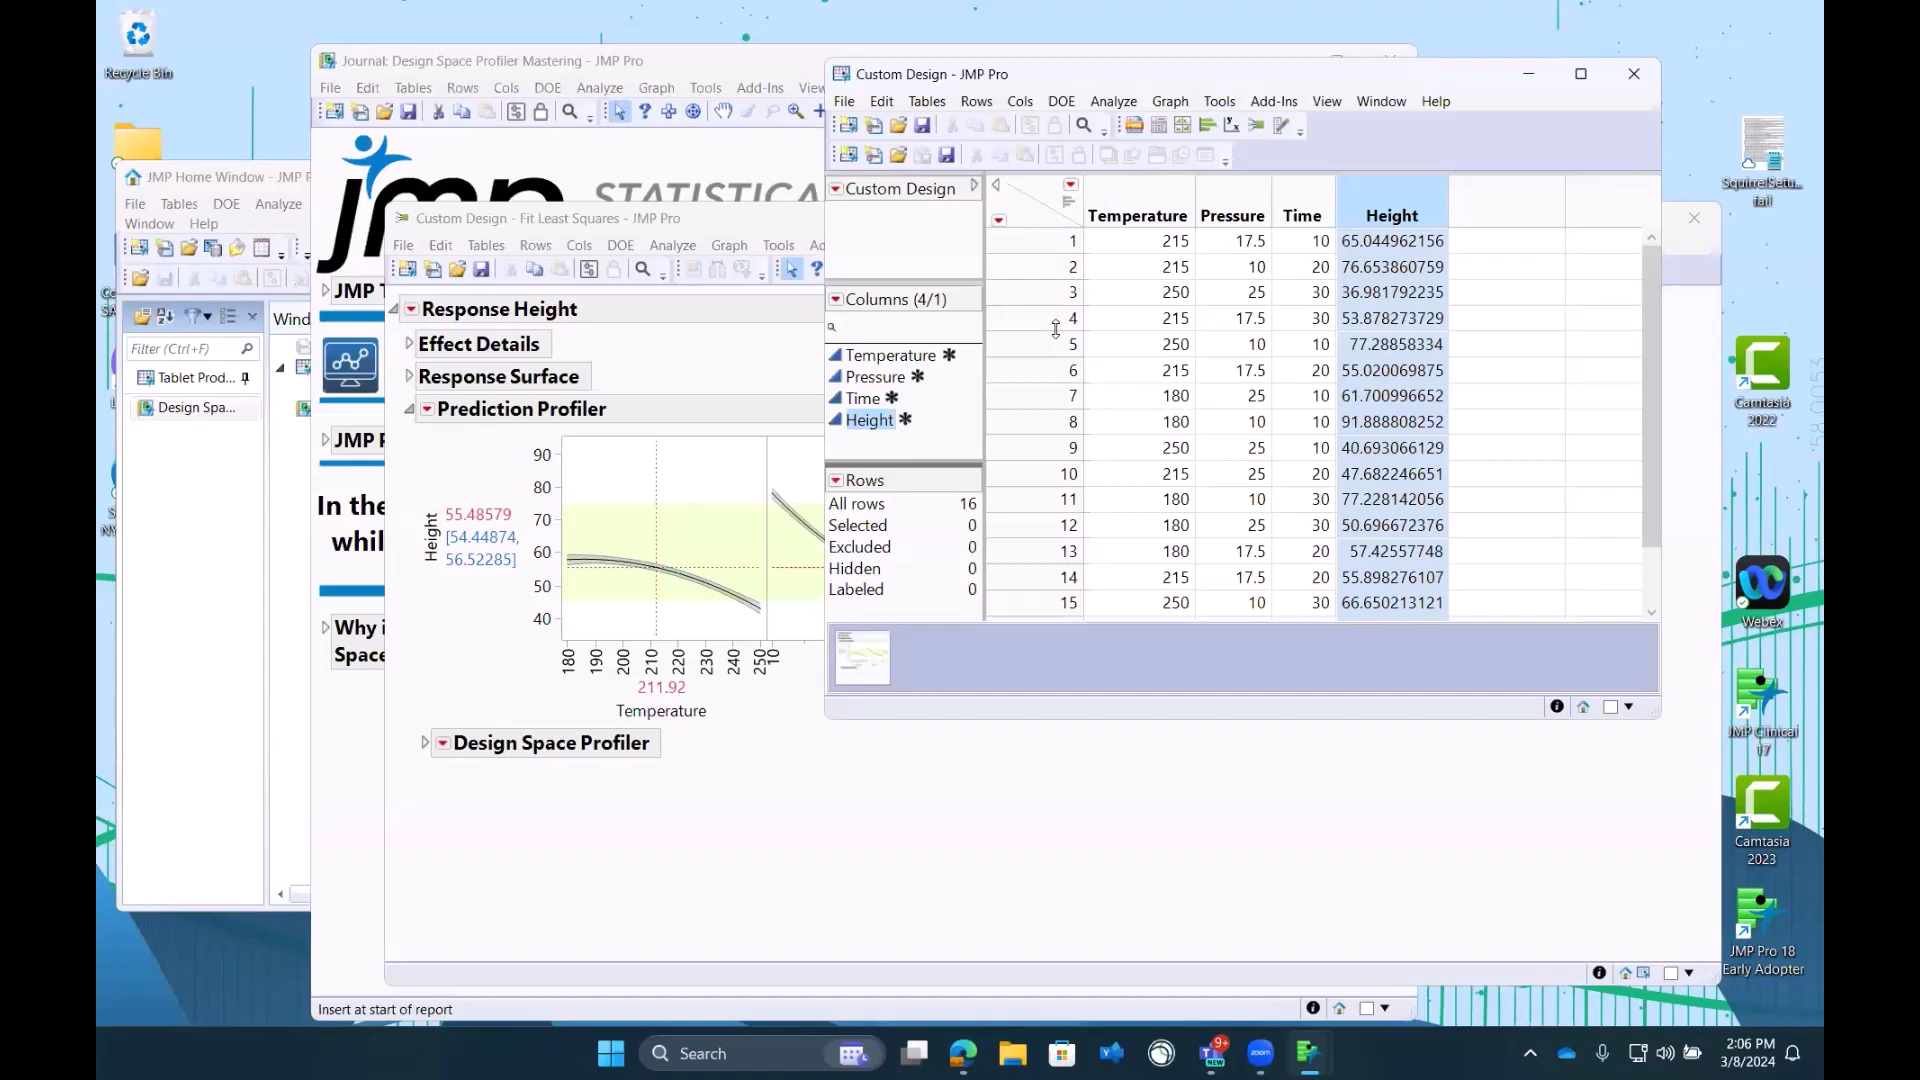 Recycle Bin
Journal: Design Space Profiler Mastering - JMP Pro
File Edit Tables Rows Cols DOE Analyze Graph Tools Add-Ins View
jmp STATISTICA
JMP T
JMP P
In the
whil
Why i
Space
Insert at start of report
JMP Home Window - JMP P
File Tables DOE Analyze
Window Help
Filter (Ctrl+F)
Tablet Prod...
Design Spa...
Wind
Custom Design - Fit Least Squares - JMP Pro
File Edit Tables Rows Cols DOE Analyze Graph Tools Ad
Response Height
Effect Details
Response Surface
Prediction Profiler
Height
55.48579
[54.44874,
56.52285]
90
80
70
60
50
40
180 190 200 210 220 230 240 250 10
211.92
Temperature
Design Space Profiler
Custom Design - JMP Pro
File Edit Tables Rows Cols DOE Analyze Graph Tools Add-Ins View Window Help
Custom Design
Columns (4/1)
Temperature ✱
Pressure ✱
Time ✱
Height ✱
Rows
All rows 16
Selected 0
Excluded 0
Hidden 0
Labeled 0
Temperature Pressure Time Height
1 215 17.5 10 65.044962156
2 215 10 20 76.653860759
3 250 25 30 36.981792235
4 215 17.5 30 53.878273729
5 250 10 10 77.28858334
6 215 17.5 20 55.020069875
7 180 25 10 61.700996652
8 180 10 10 91.888808252
9 250 25 10 40.693066129
10 215 25 20 47.682246651
11 180 10 30 77.228142056
12 180 25 30 50.696672376
13 180 17.5 20 57.42557748
14 215 17.5 20 55.898276107
15 250 10 30 66.650213121
SquirrelSetu...
fail
Camtasia
2022
Webex
JMP Clinical
17
Camtasia
2023
JMP Pro 18
Early Adopter
Search
9+
NEW
zoom
2:06 PM
3/8/2024